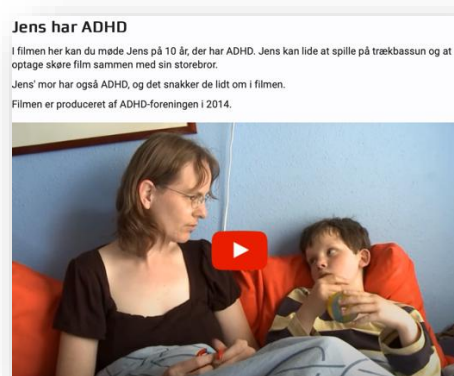 Jens har ADHD
I filmen her kan du møde Jens på 10 år, der har ADHD. Jens kan lide at spille på trækbassun og at
optage skøre film sammen med sin storebror.
Jens' mor har også ADHD, og det snakker de lidt om i filmen.
Filmen er produceret af ADHD-foreningen i 2014.